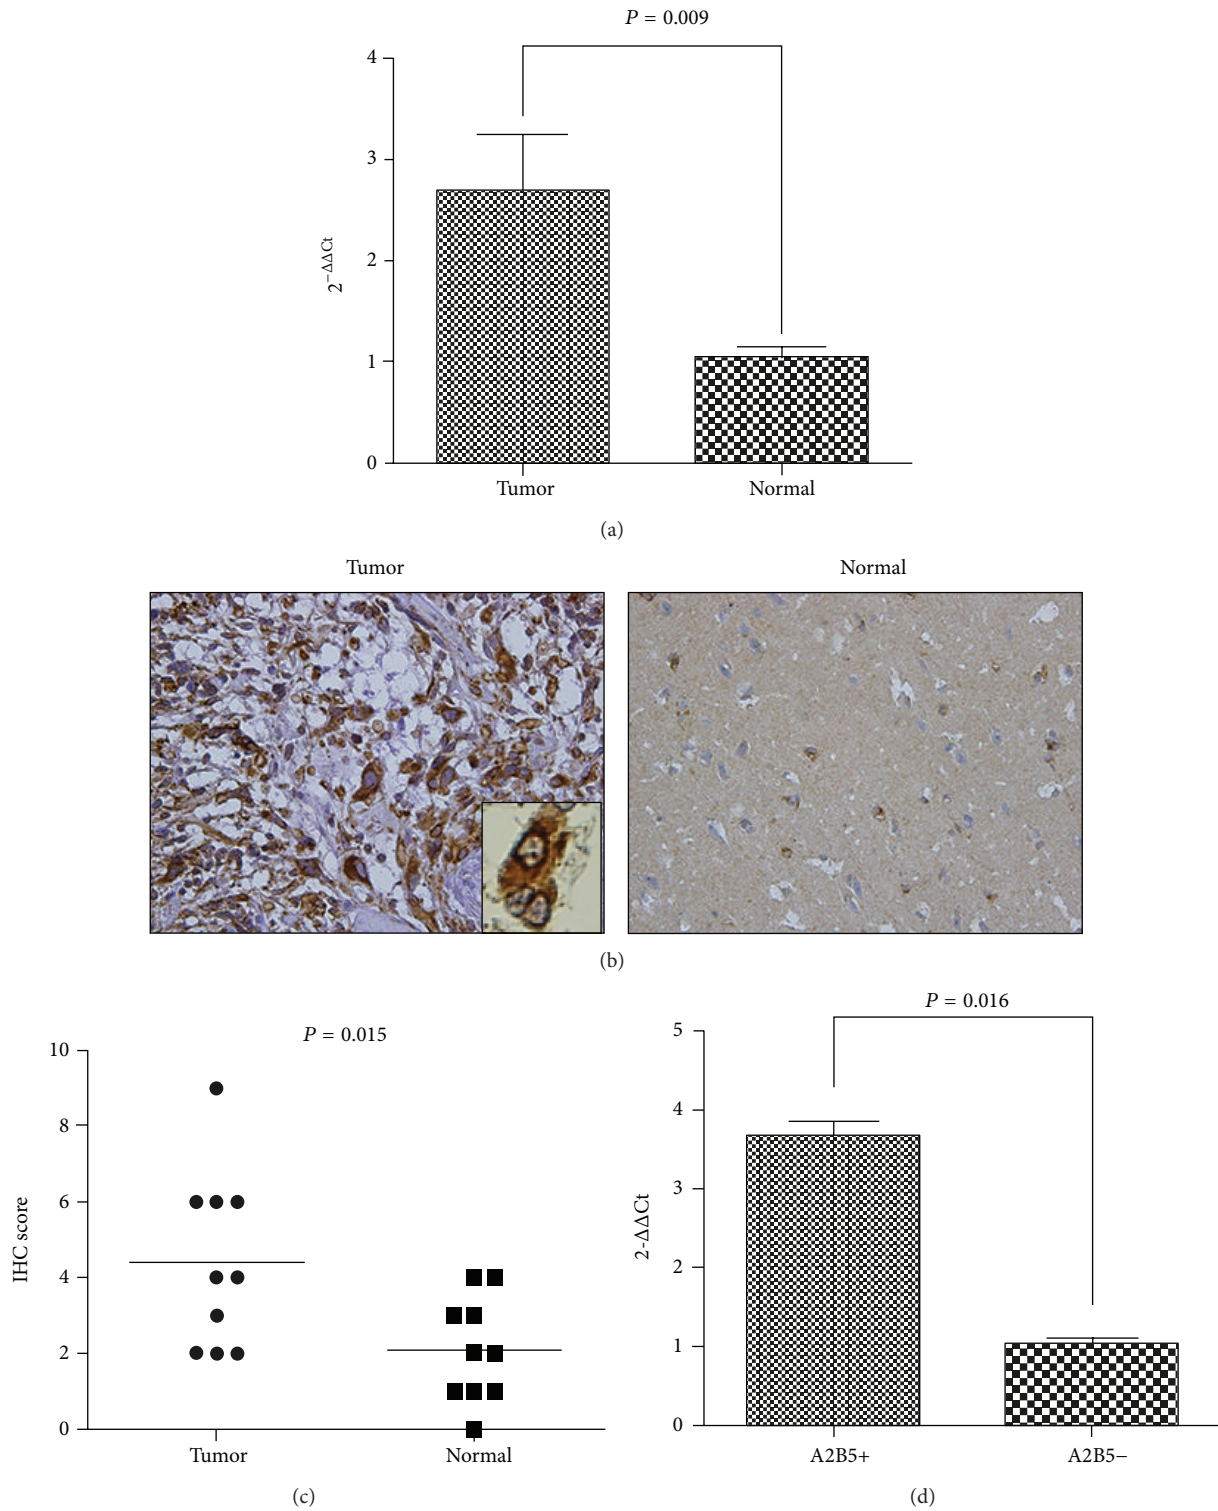 P = 0.009
4
3
2
1
0
2^−ΔΔCt
Tumor Normal
(a)
Tumor Normal
(b)
P = 0.015
10
8
6
4
2
0
IHC score
Tumor Normal
(c)
P = 0.016
5
4
3
2
1
0
2-ΔΔCt
A2B5+ A2B5−
(d)